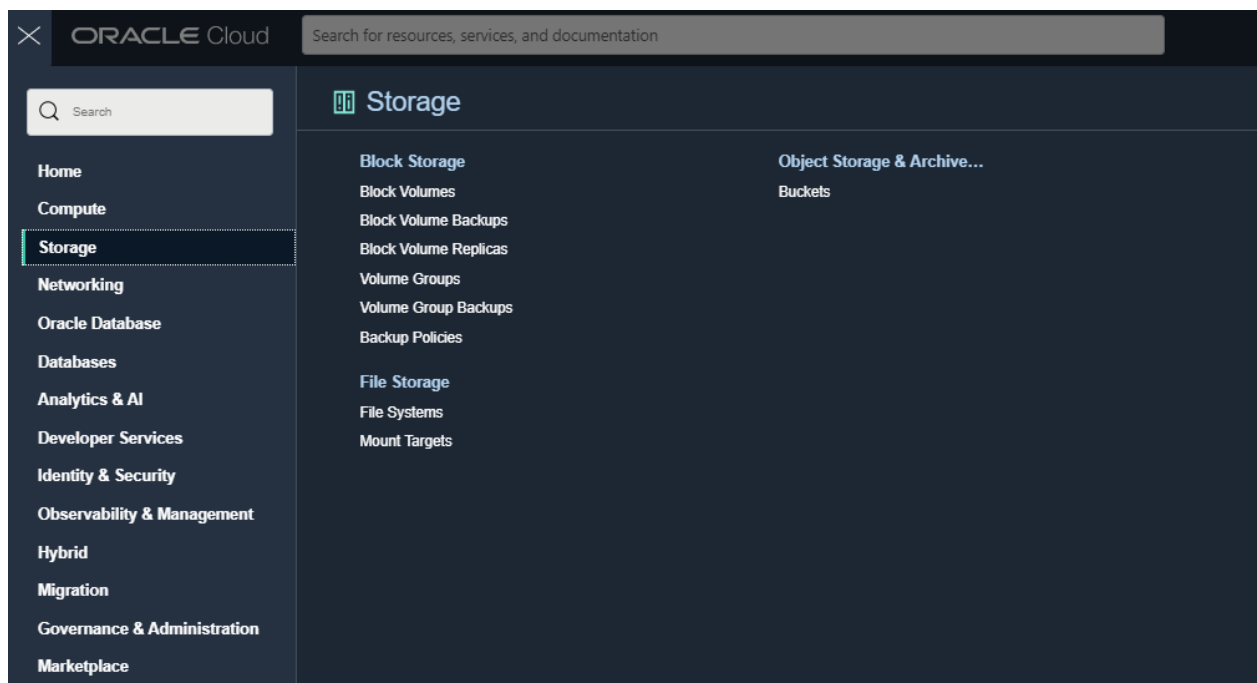 ORACLE Cloud
Search for resources, services, and documentation
Search
Home
Compute
Storage
Networking
Oracle Database
Databases
Analytics & AI
Developer Services
Identity & Security
Observability & Management
Hybrid
Migration
Governance & Administration
Marketplace
Storage
Block Storage
Block Volumes
Block Volume Backups
Block Volume Replicas
Volume Groups
Volume Group Backups
Backup Policies
File Storage
File Systems
Mount Targets
Object Storage & Archive...
Buckets